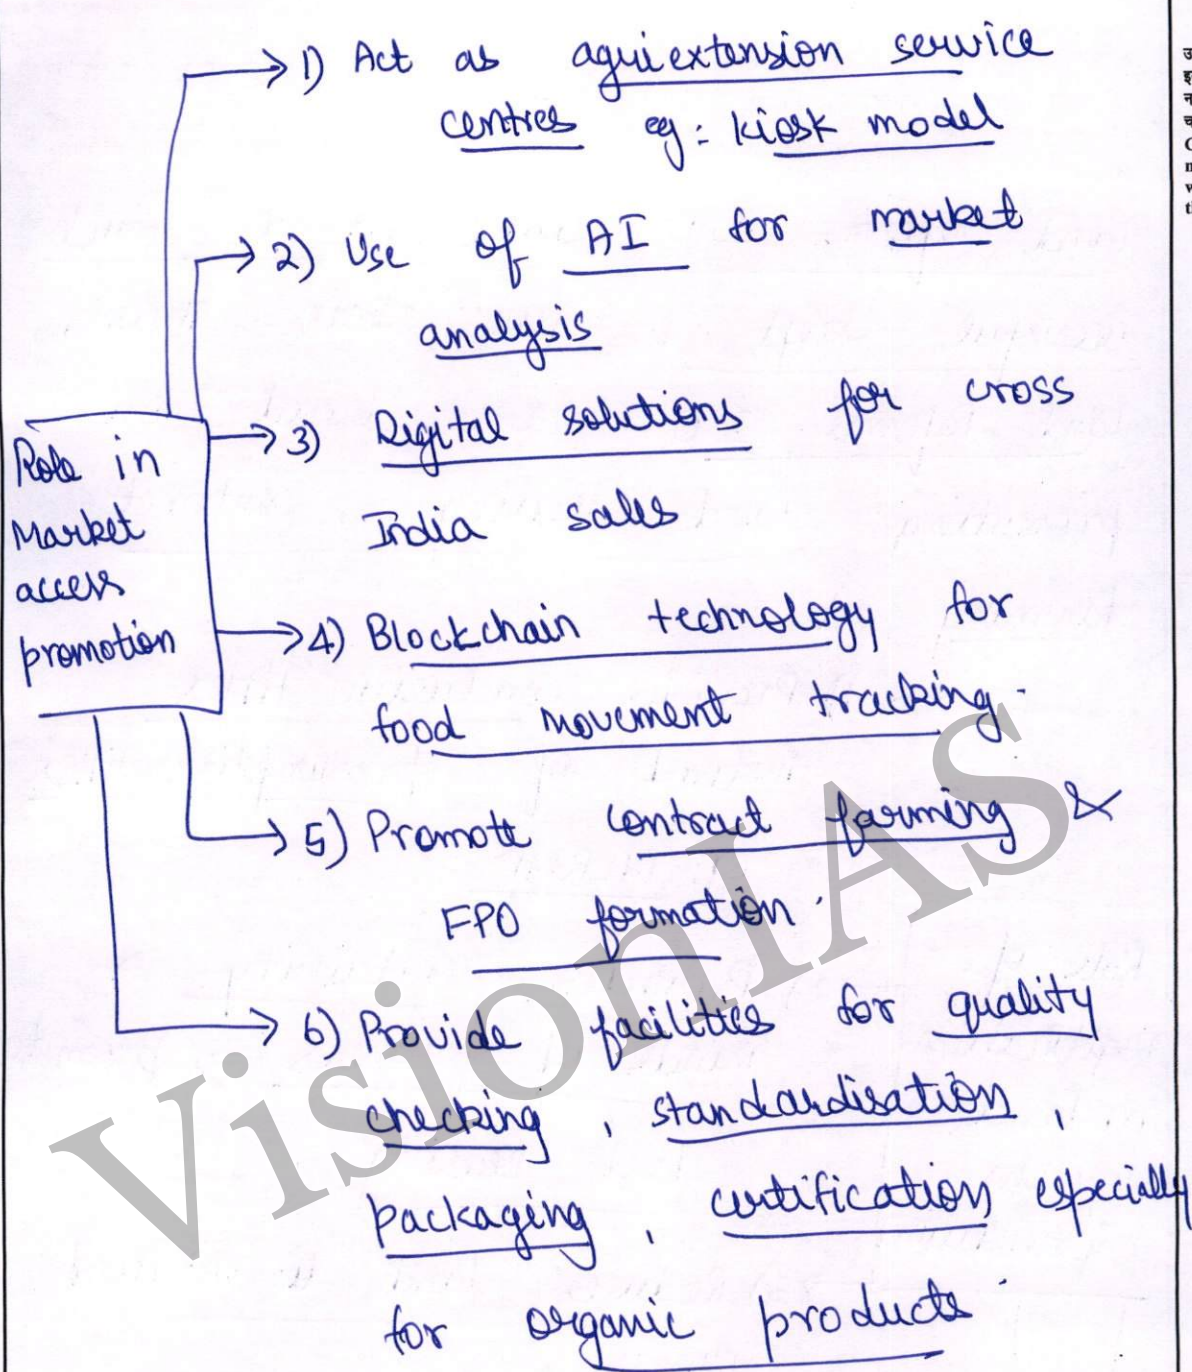 1) Act as agriextension service
centres eg: kiosk model
2) Use of AI for market
analysis
3) Digital solutions for cross
India sales
Role in
Market
access
promotion
4) Blockchain technology for
food movement tracking.
5) Promote contract farming &
FPO formation.
6) Provide facilities for quality
checking, standardisation,
packaging, certification especially
for organic products
VisionIAS